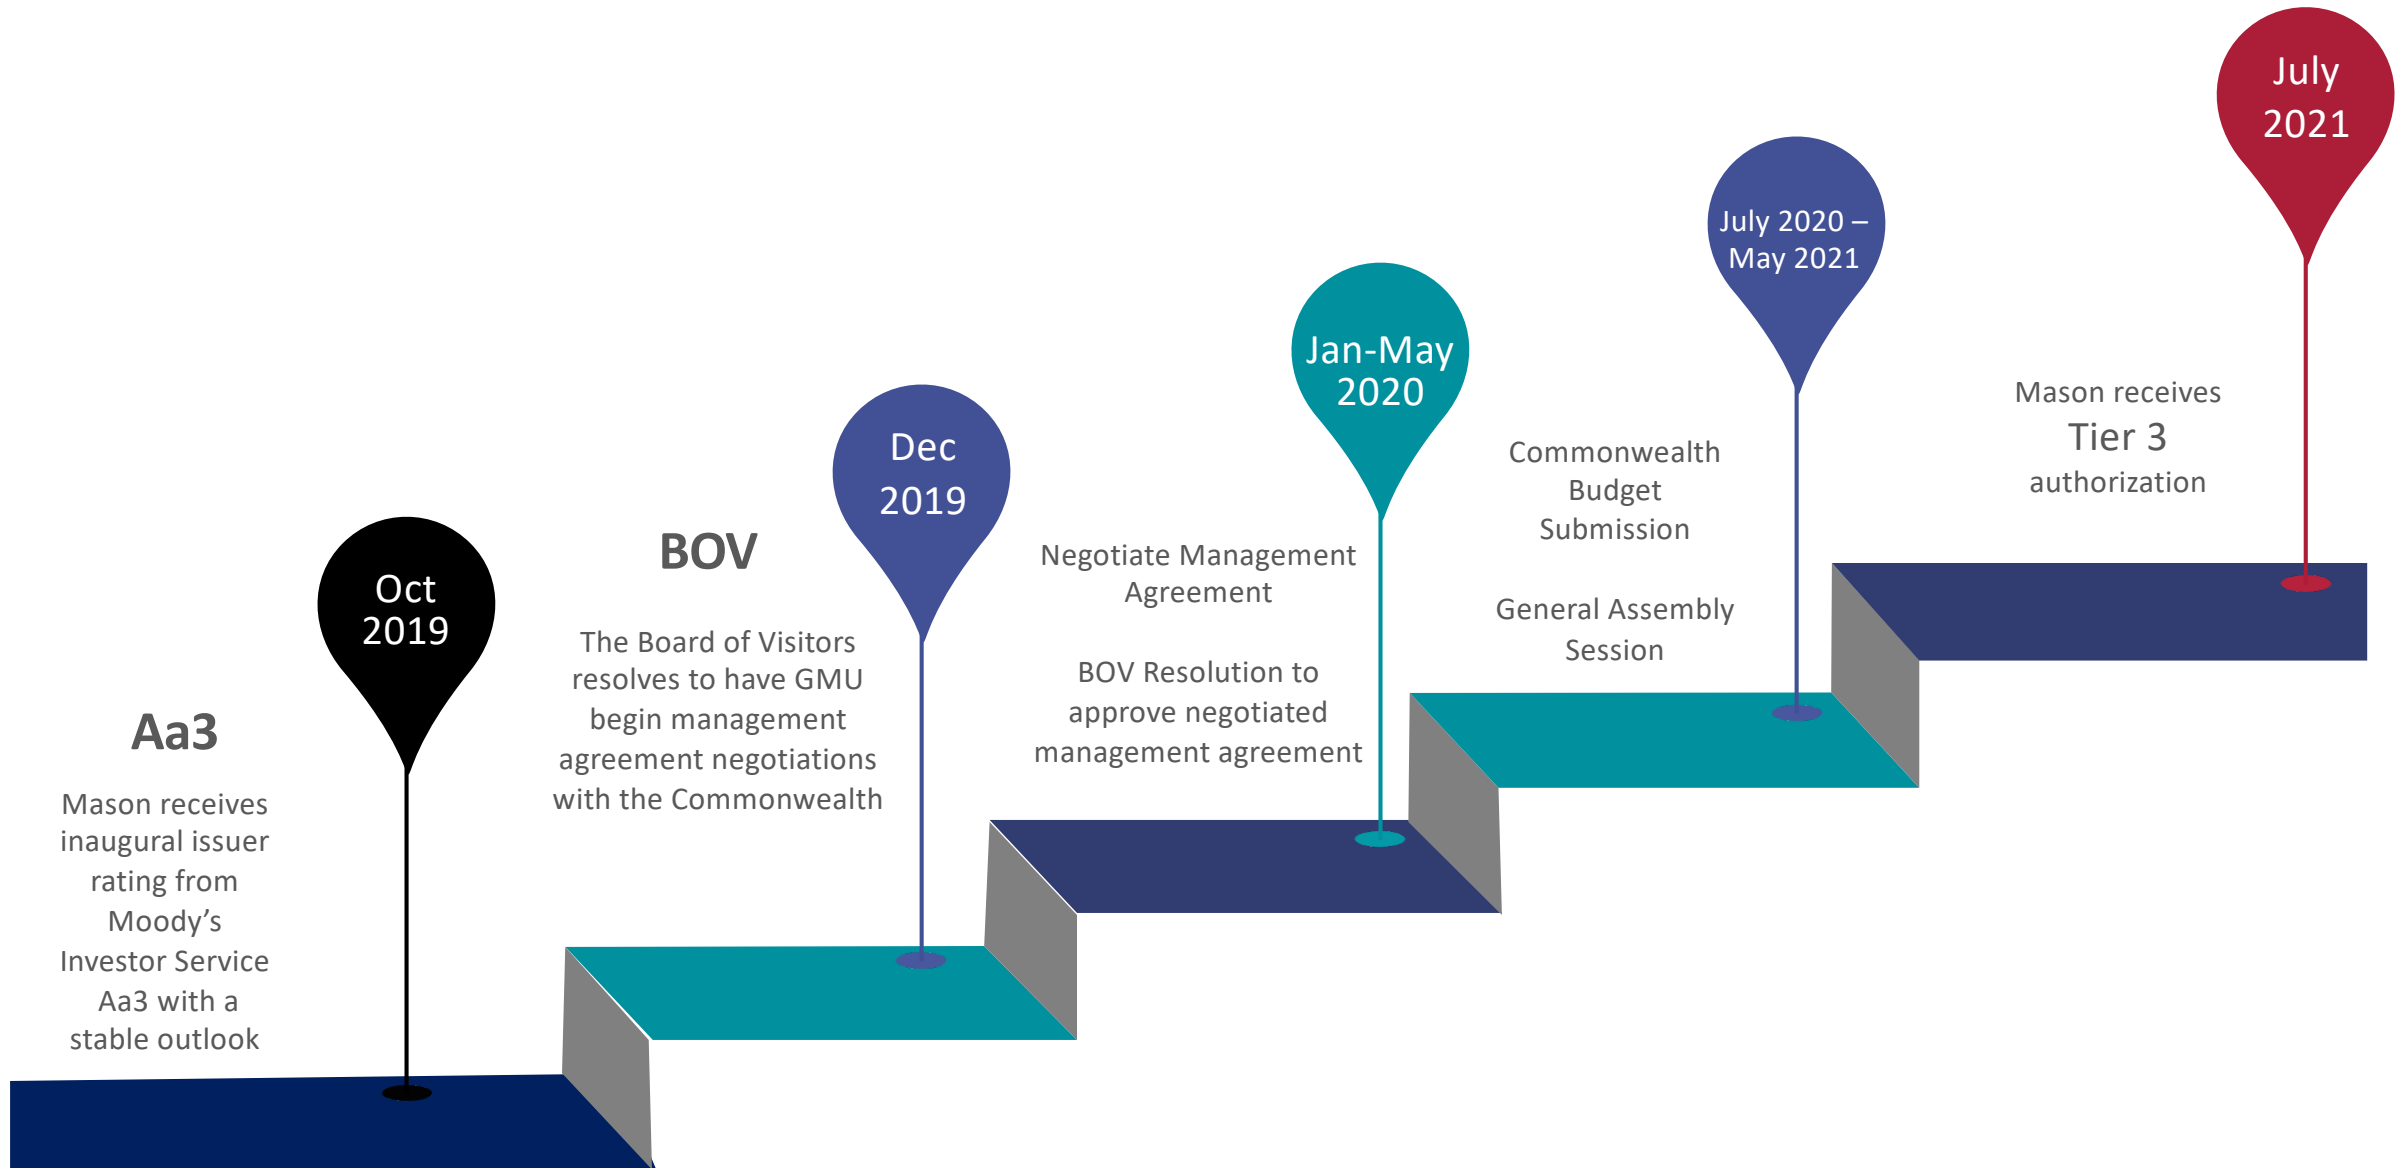 Oct
2019
Aa3
Mason receives
inaugural issuer
rating from
Moody’s
Investor Service
Aa3 with a
stable outlook
Dec
2019
BOV
The Board of Visitors
resolves to have GMU
begin management
agreement negotiations
with the Commonwealth
Jan-May
2020
Negotiate Management
Agreement
BOV Resolution to
approve negotiated
management agreement
July 2020 –
May 2021
Commonwealth
Budget
Submission
General Assembly
Session
July
2021
Mason receives
Tier 3
authorization